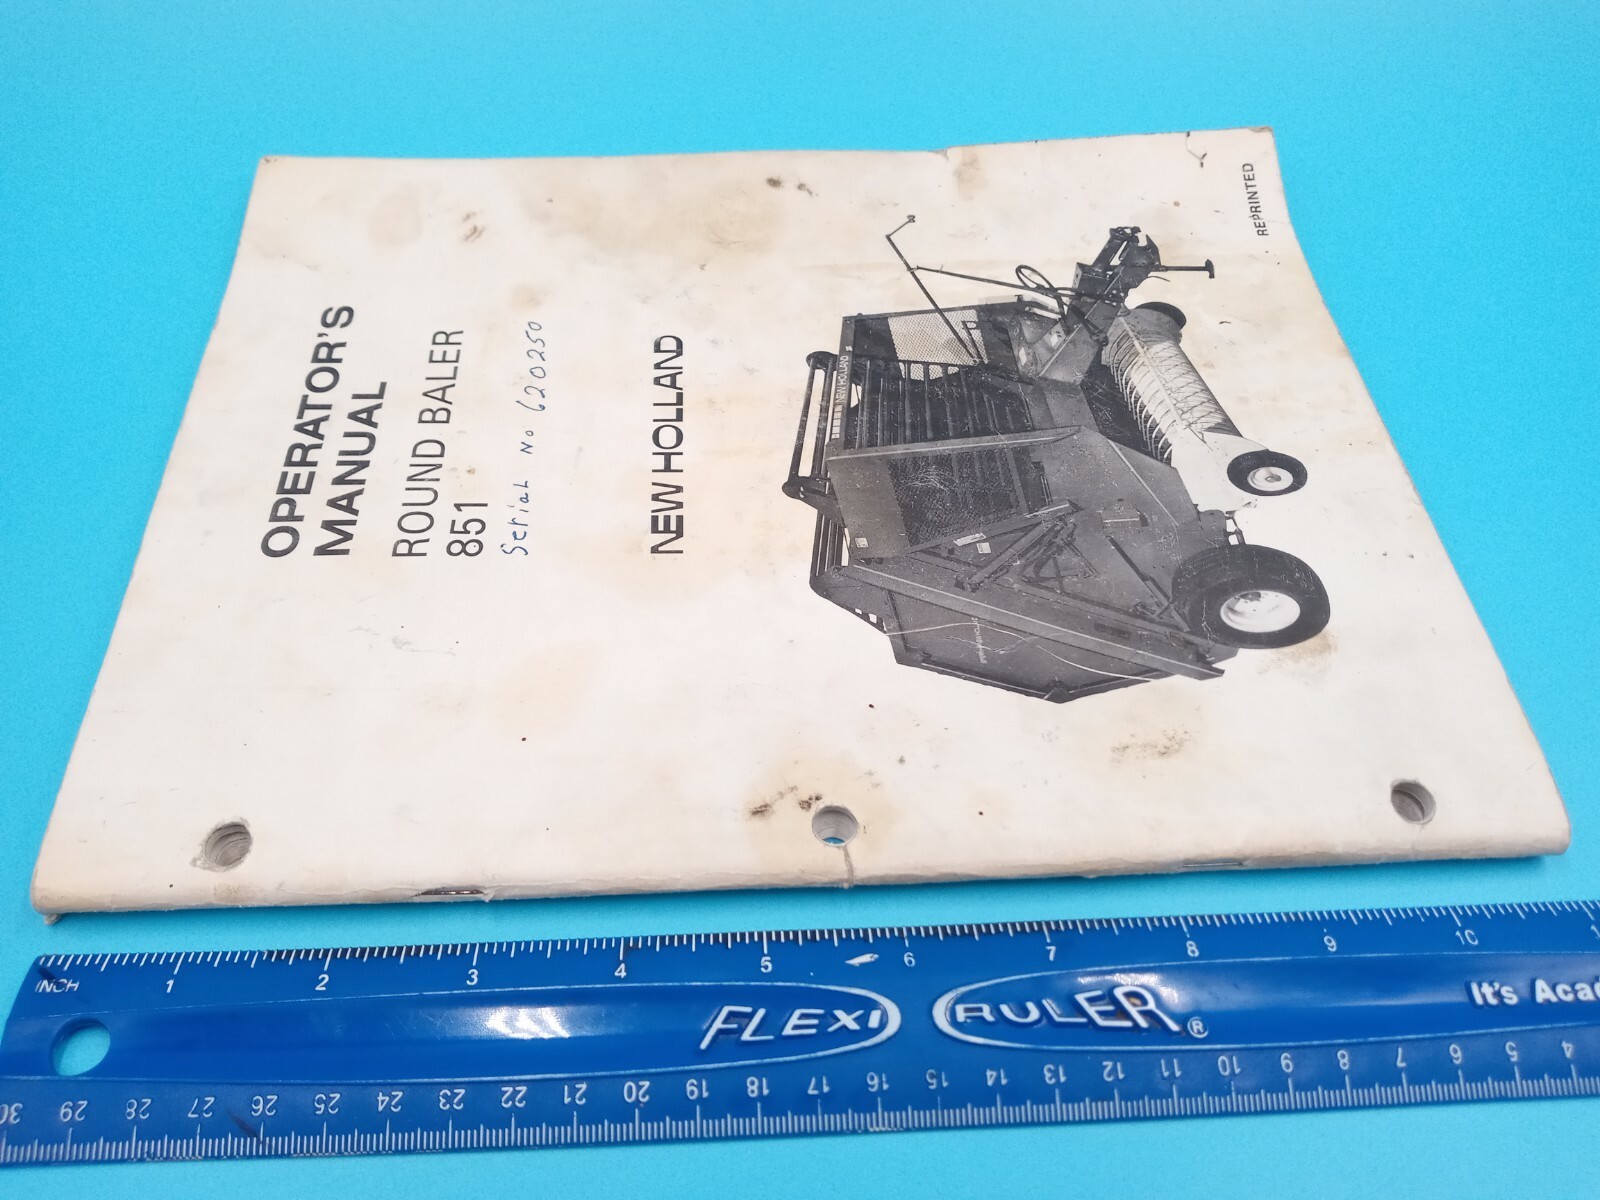 OPERATOR'S
MANUAL
ROUND BALER
851
Serial No 620250
NEW HOLLAND
NEW HOLLAND
REPRINTED
INCH 1 2 3 4 5 6 7 8 9 10
FLEXI RULER®
It's Aca
30 29 28 27 26 25 24 23 22 21 20 19 18 17 16 15 14 13 12 11 10 9 8 7 6 5 4